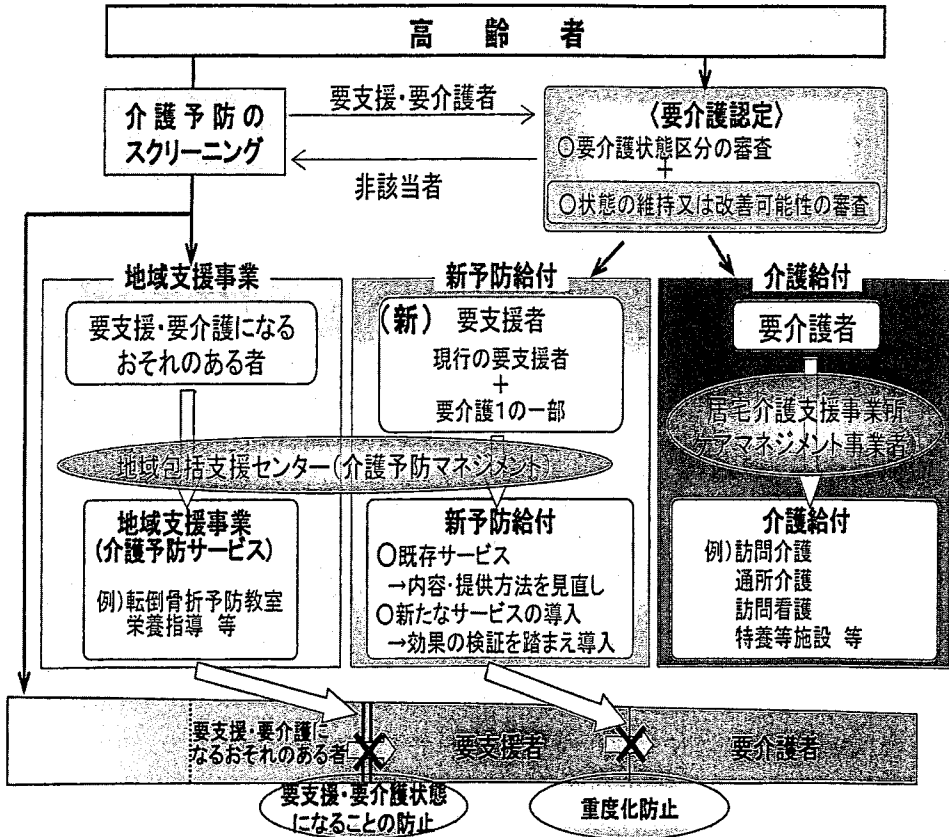 高齢者
介護予防の
スクリーニング
要支援・要介護者
非該当者
〈要介護認定〉
○要介護状態区分の審査
+
○状態の維持又は改善可能性の審査
地域支援事業
要支援・要介護になる
おそれのある者
新予防給付
(新) 要支援者
現行の要支援者
+
要介護1の一部
介護給付
要介護者
居宅介護支援事業所
ケアマネジメント事業者)
地域包括支援センター(介護予防マネジメント)
地域支援事業
(介護予防サービス)
例)転倒骨折予防教室
栄養指導 等
新予防給付
○既存サービス
→内容・提供方法を見直し
○新たなサービスの導入
→効果の検証を踏まえ導入
介護給付
例)訪問介護
通所介護
訪問看護
特養等施設 等
要支援・要介護に
なるおそれのある者
要支援者
要介護者
要支援・要介護状態
になることの防止
重度化防止